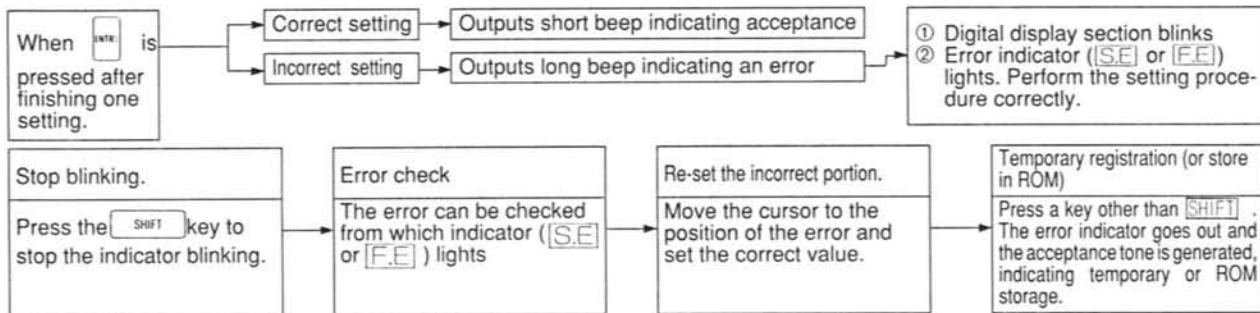 When ENTR. is
pressed after
finishing one
setting.
Correct setting
Outputs short beep indicating acceptance
Incorrect setting
Outputs long beep indicating an error
① Digital display section blinks
② Error indicator (S.E or F.E)
lights. Perform the setting proce-
dure correctly.
Stop blinking.
Press the SHIFT key to
stop the indicator blinking.
Error check
The error can be checked
from which indicator (S.E
or F.E ) lights
Re-set the incorrect portion.
Move the cursor to the
position of the error and
set the correct value.
Temporary registration (or store
in ROM)
Press a key other than SHIFT
The error indicator goes out and
the acceptance tone is generated,
indicating temporary or ROM
storage.